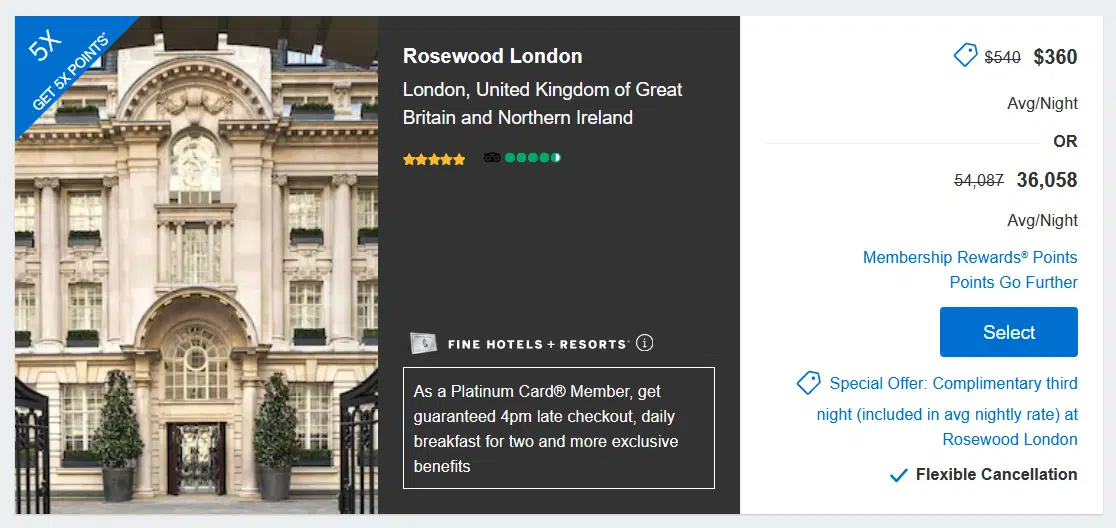 5X
GET 5X POINTS*
Rosewood London
London, United Kingdom of Great
Britain and Northern Ireland
FINE HOTELS + RESORTS®
As a Platinum Card® Member, get
guaranteed 4pm late checkout, daily
breakfast for two and more exclusive
benefits
$540 $360
Avg/Night
OR
54,087 36,058
Avg/Night
Membership Rewards® Points
Points Go Further
Select
Special Offer: Complimentary third
night (included in avg nightly rate) at
Rosewood London
Flexible Cancellation